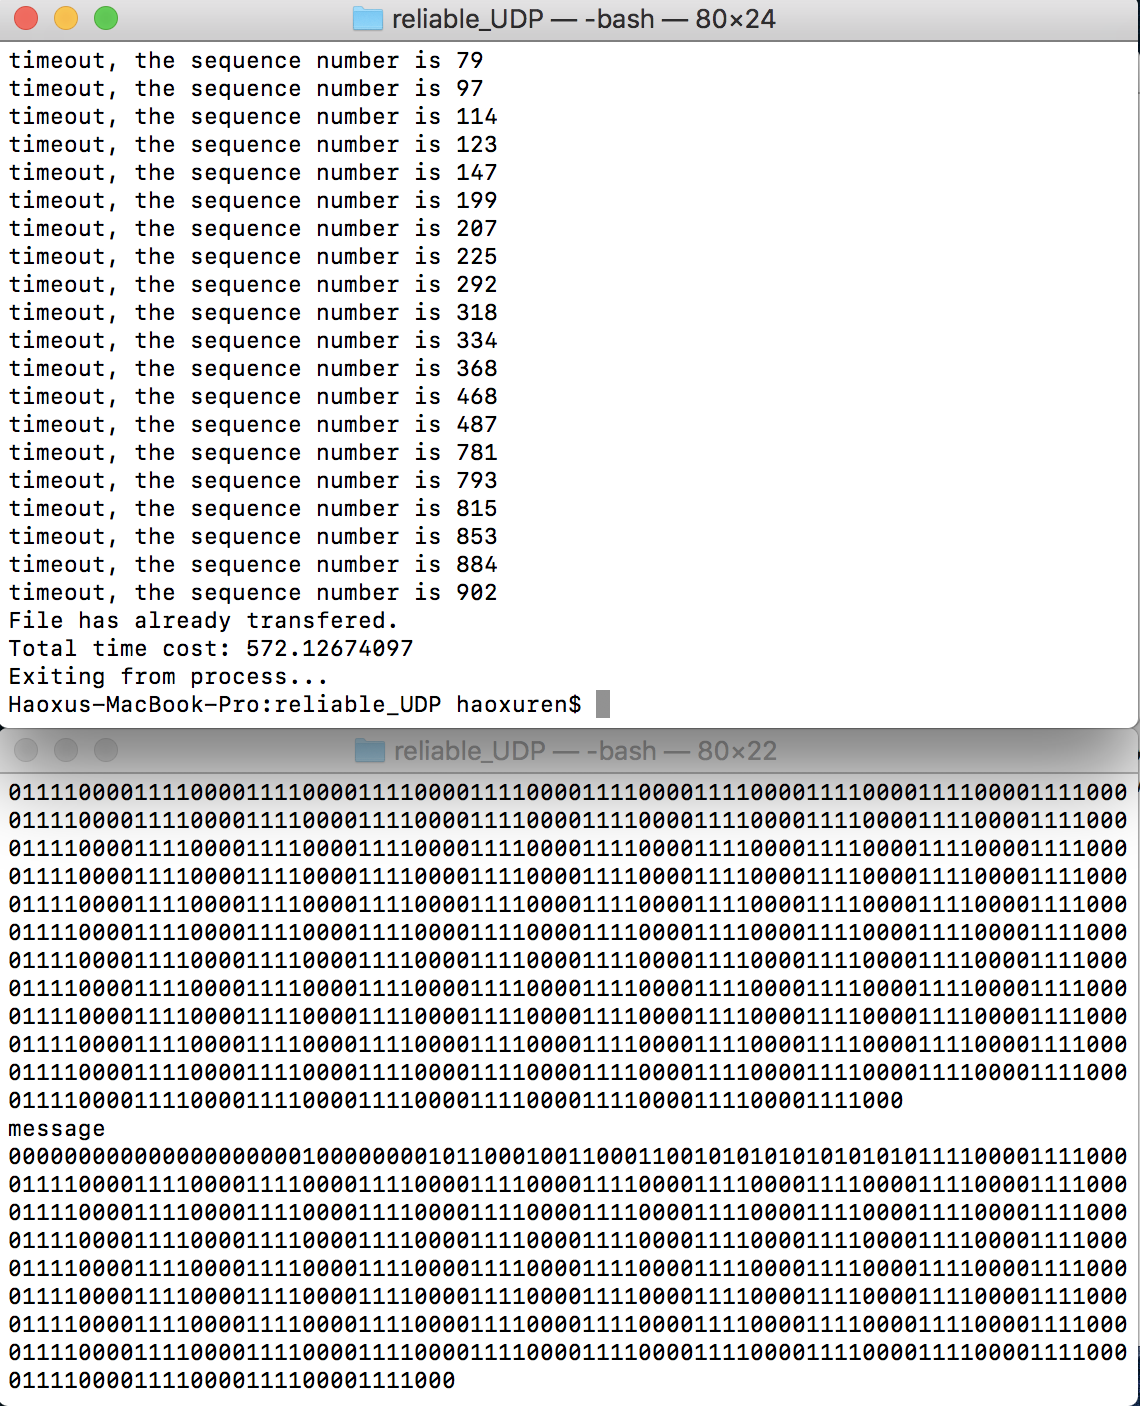 reliable_UDP — -bash — 80×24
timeout, the sequence number is 79
timeout, the sequence number is 97
timeout, the sequence number is 114
timeout, the sequence number is 123
timeout, the sequence number is 147
timeout, the sequence number is 199
timeout, the sequence number is 207
timeout, the sequence number is 225
timeout, the sequence number is 292
timeout, the sequence number is 318
timeout, the sequence number is 334
timeout, the sequence number is 368
timeout, the sequence number is 468
timeout, the sequence number is 487
timeout, the sequence number is 781
timeout, the sequence number is 793
timeout, the sequence number is 815
timeout, the sequence number is 853
timeout, the sequence number is 884
timeout, the sequence number is 902
File has already transfered.
Total time cost: 572.12674097
Exiting from process...
Haoxus-MacBook-Pro:reliable_UDP haoxuren$
reliable_UDP — -bash — 80×22
01111000011110000111100001111000011110000111100001111000011110000111100001111000
01111000011110000111100001111000011110000111100001111000011110000111100001111000
01111000011110000111100001111000011110000111100001111000011110000111100001111000
01111000011110000111100001111000011110000111100001111000011110000111100001111000
01111000011110000111100001111000011110000111100001111000011110000111100001111000
01111000011110000111100001111000011110000111100001111000011110000111100001111000
01111000011110000111100001111000011110000111100001111000011110000111100001111000
01111000011110000111100001111000011110000111100001111000011110000111100001111000
01111000011110000111100001111000011110000111100001111000011110000111100001111000
01111000011110000111100001111000011110000111100001111000011110000111100001111000
01111000011110000111100001111000011110000111100001111000011110000111100001111000
0111100001111000011110000111100001111000011110000111100001111000
message
00000000000000000000010000000010110001001100011001010101010101010111100001111000
01111000011110000111100001111000011110000111100001111000011110000111100001111000
01111000011110000111100001111000011110000111100001111000011110000111100001111000
01111000011110000111100001111000011110000111100001111000011110000111100001111000
01111000011110000111100001111000011110000111100001111000011110000111100001111000
01111000011110000111100001111000011110000111100001111000011110000111100001111000
01111000011110000111100001111000011110000111100001111000011110000111100001111000
01111000011110000111100001111000011110000111100001111000011110000111100001111000
01111000011110000111100001111000